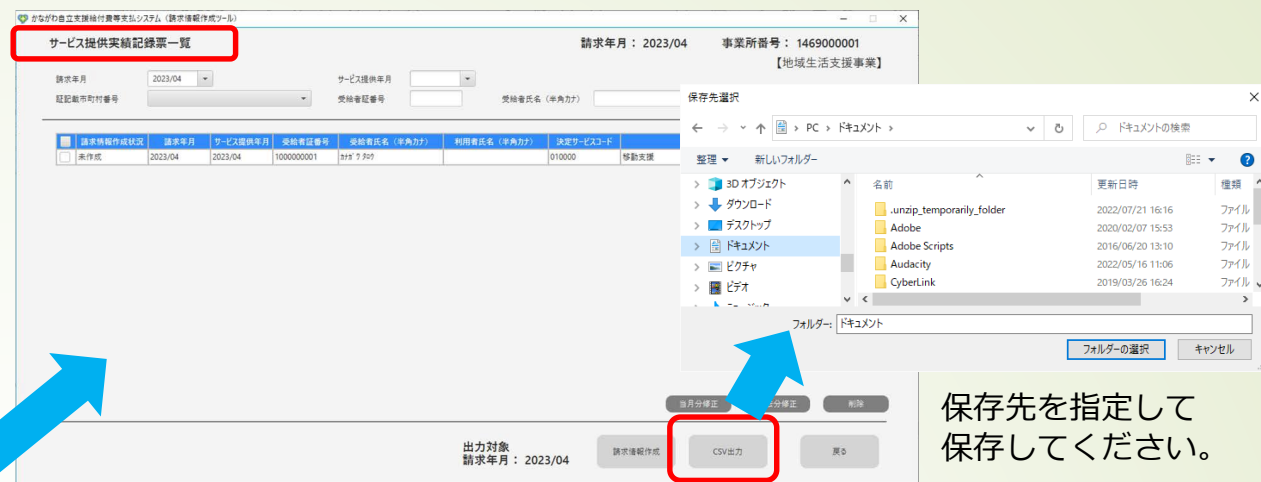 かながわ自立支援給付費等支払システム（請求情報作成ツール）
サービス提供実績記録票一覧
請求年月： 2023/04 事業所番号： 1469000001
【地域生活支援事業】
請求年月 2023/04 サービス提供年月
証記載市町村番号 受給者証番号 受給者氏名（半角カナ）
請求情報作成状況 請求年月 サービス提供年月 受給者証番号 受給者氏名（半角カナ） 利用者氏名（半角カナ） 決定サービスコード
未作成 2023/04 2023/04 1000000001 ｶﾅｶﾞﾜ ﾀﾛｳ 010000 移動支援
保存先選択
PC › ドキュメント › ドキュメントの検索
整理 新しいフォルダー
3D オブジェクト
ダウンロード
デスクトップ
ドキュメント
ピクチャ
ビデオ
名前 更新日時 種類
.unzip_temporarily_folder 2022/07/21 16:16 ファイル
Adobe 2020/02/07 15:53 ファイル
Adobe Scripts 2016/06/20 13:10 ファイル
Audacity 2022/05/16 11:06 ファイル
CyberLink 2019/03/26 16:24 ファイル
フォルダー: ドキュメント
フォルダーの選択 キャンセル
当月分修正 分修正 削除
出力対象
請求年月： 2023/04
請求情報作成 CSV出力 戻る
保存先を指定して
保存してください。